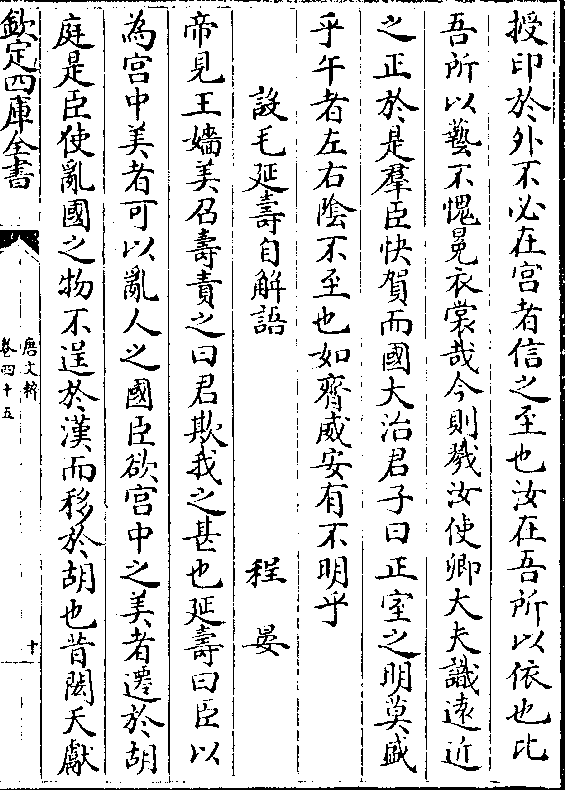 授印於外不必在宫者信之至也汝在吾所以依也比
吾所以藝不愧冕衣裳哉今則戮汝使卿大夫識遠近
之正於是羣臣快賀而國大治君子曰正室之明莫盛
乎午者左右陰不至也如齊威安有不明乎
設毛延壽自解語 程晏
帝見王嬙美召壽責之曰君欺我之甚也延壽曰臣以
為宫中美者可以亂人之國臣欲宫中之美者遷於胡
庭是臣使亂國之物不逞於漢而移於胡也昔閎夭獻
欽定四庫全書
唐文粹
卷四十五
十